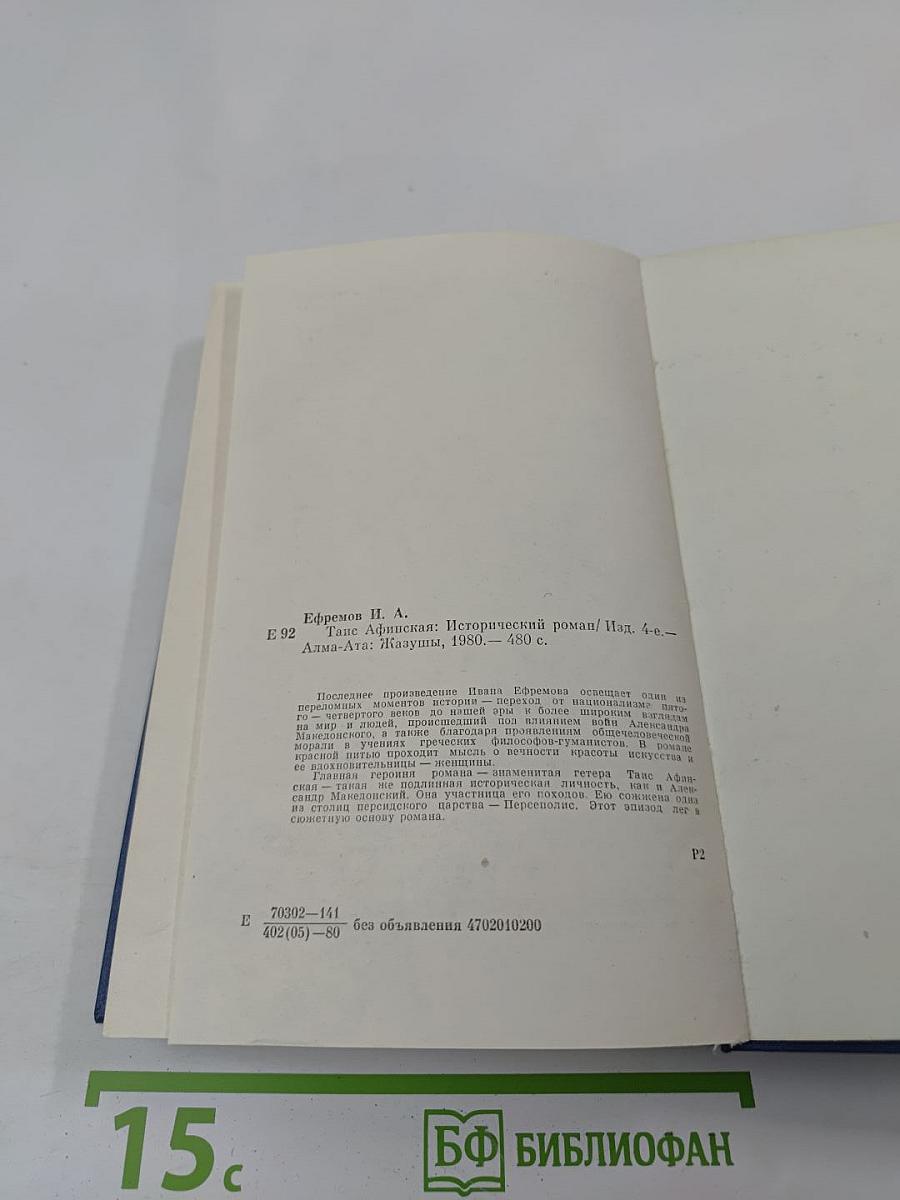 Ефремов И. А.
Е 92 Таис Афинская: Исторический роман/ Изд. 4-е.—
Алма-Ата: Жазушы, 1980.— 480 с.
Последнее произведение Ивана Ефремова освещает один из
переломных моментов истории — переход от национализма пято-
го — четвертого веков до нашей эры к более широким взглядам
на мир и людей, происшедший под влиянием войн Александра
Македонского, а также благодаря проявлениям общечеловеческой
морали в учениях греческих философов-гуманистов. В романе
красной нитью проходит мысль о вечности красоты искусства и
ее вдохновительницы — женщины.
Главная героиня романа — знаменитая гетера Таис Афин-
ская — такая же подлинная историческая личность, как и Алек-
сандр Македонский. Она участница его походов. Ею сожжена одна
из столиц персидского царства — Персеполис. Этот эпизод лег в
сюжетную основу романа.
Р2
Е 70302—141
402(05)—80 без объявления 4702010200
15 с
БФ БИБЛИОФАН